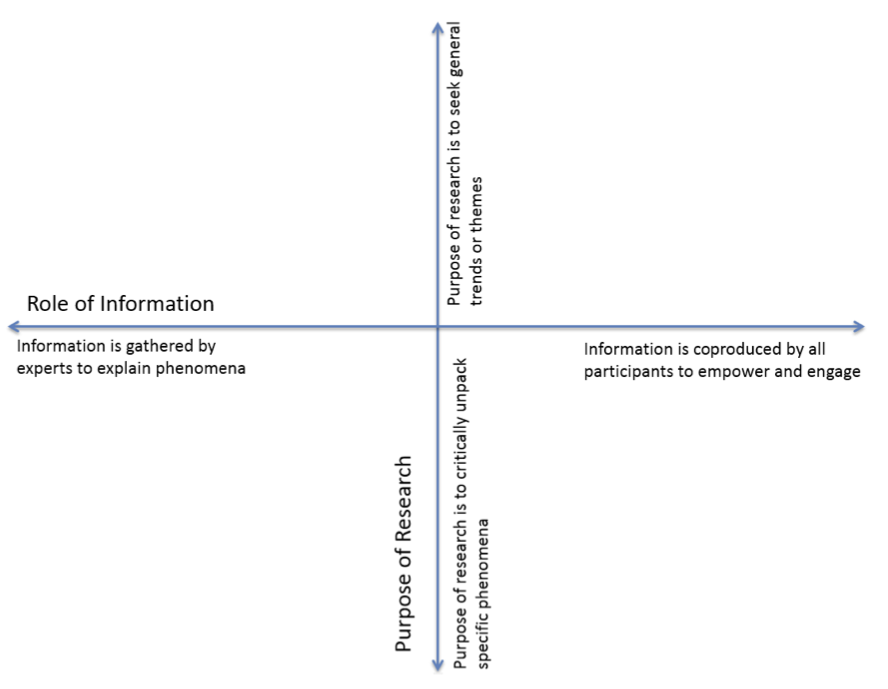 Purpose of research is to seek general
trends or themes
Role of Information
Information is gathered by
experts to explain phenomena
Information is coproduced by all
participants to empower and engage
Purpose of Research
Purpose of research is to critically unpack
specific phenomena